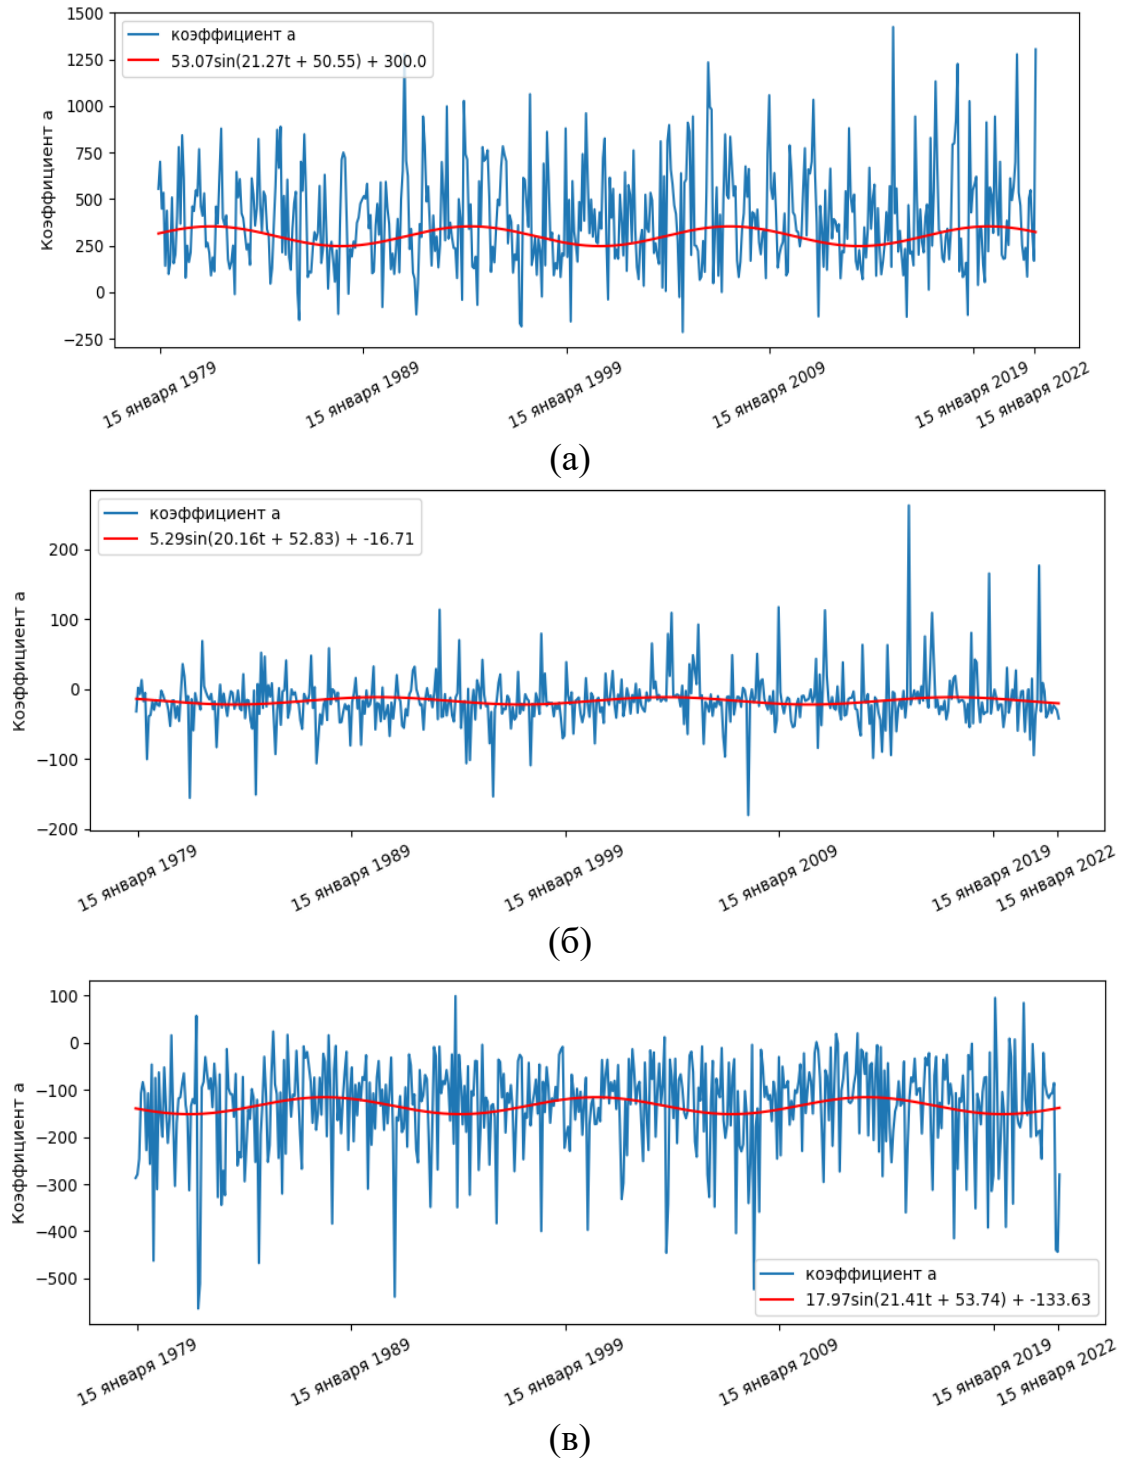 1500
1250
1000
750
500
250
0
−250
Коэффициент a
коэффициент a
53.07sin(21.27t + 50.55) + 300.0
15 января 1979
15 января 1989
15 января 1999
15 января 2009
15 января 2019
15 января 2022
(а)
200
100
0
−100
−200
Коэффициент a
коэффициент a
5.29sin(20.16t + 52.83) + -16.71
15 января 1979
15 января 1989
15 января 1999
15 января 2009
15 января 2019
15 января 2022
(б)
100
0
−100
−200
−300
−400
−500
Коэффициент a
коэффициент a
17.97sin(21.41t + 53.74) + -133.63
15 января 1979
15 января 1989
15 января 1999
15 января 2009
15 января 2019
15 января 2022
(в)